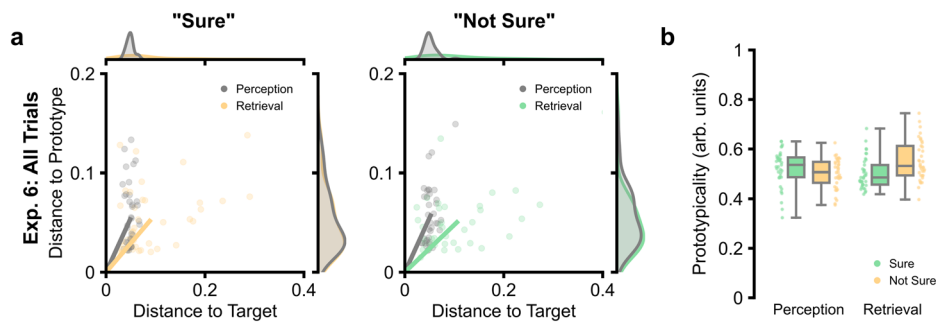 a
"Sure"
"Not Sure"
b
Exp. 6: All Trials
Distance to Prototype
0.2
0.1
0
Perception
Retrieval
0
0.2
0.4
Distance to Target
0.2
0.1
0
Perception
Retrieval
0
0.2
0.4
Distance to Target
Prototypicality (arb. units)
1
0.8
0.6
0.4
0.2
0
Sure
Not Sure
Perception
Retrieval